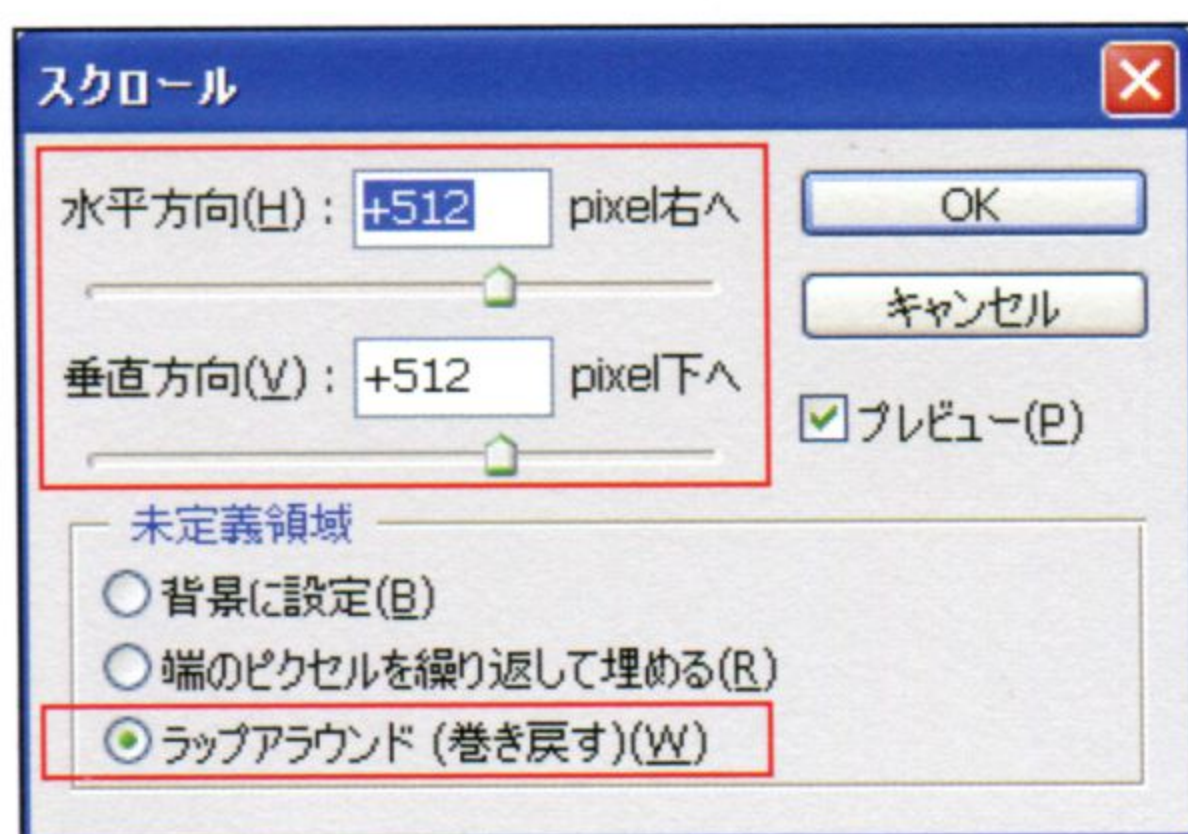 スクロール
水平方向(H) : +512 pixel右へ
OK
キャンセル
垂直方向(V) : +512 pixel下へ
プレビュー(P)
未定義領域
背景に設定(B)
端のピクセルを繰り返して埋める(R)
ラップアラウンド (巻き戻す)(W)